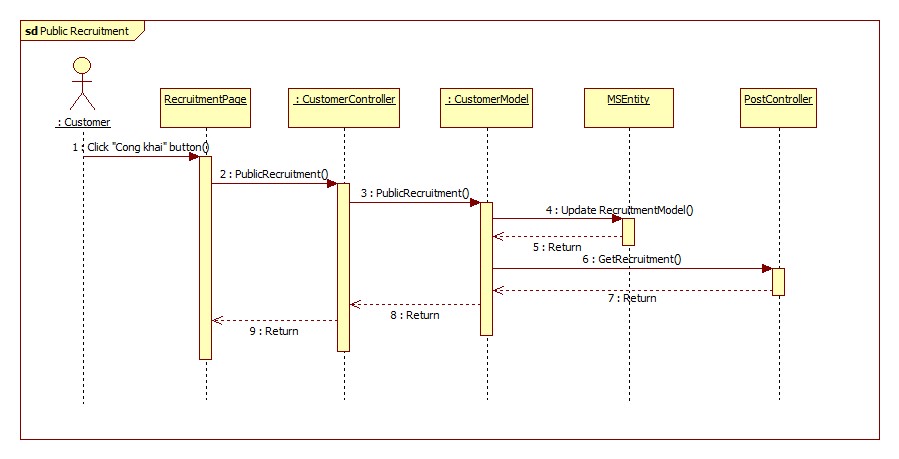 sd Public Recruitment
: Customer
RecruitmentPage
: CustomerController
: CustomerModel
MSEntity
PostController
1 : Click "Cong khai" button()
2 : PublicRecruitment()
3 : PublicRecruitment()
4 : Update RecruitmentModel()
5 : Return
6 : GetRecruitment()
7 : Return
8 : Return
9 : Return